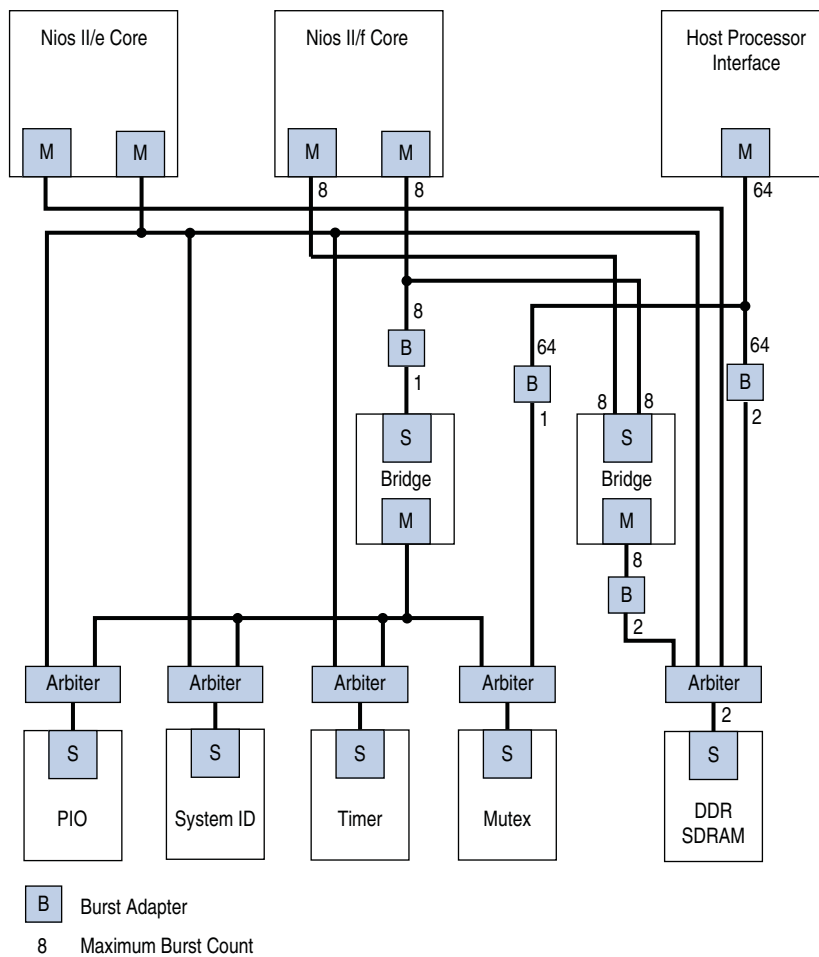 Nios II/e Core
Nios II/f Core
Host Processor
Interface
M
M
M
M
M
8
8
64
8
B
1
64
B
1
64
B
2
8
8
S
Bridge
M
S
Bridge
M
8
B
2
Arbiter
Arbiter
Arbiter
Arbiter
Arbiter
2
S
S
S
S
S
PIO
System ID
Timer
Mutex
DDR
SDRAM
B
Burst Adapter
8
Maximum Burst Count